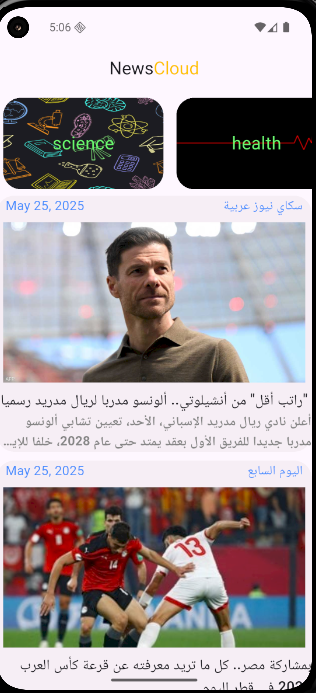 5:06
NewsCloud
science
health
May 25, 2025
سكاي نيوز عربية
"راتب أقل" من أنشيلوتي.. ألونسو مدربا لريال مدريد رسميا
أعلن نادي ريال مدريد الإسباني، الأحد، تعيين تشابي ألونسو
مدربا جديدا للفريق الأول بعقد يمتد حتى عام 2028، خلفا للإيـ...
May 25, 2025
اليوم السابع
13
14
بمشاركة مصر.. كل ما تريد معرفته عن قرعة كأس العرب
في قطر اليوم